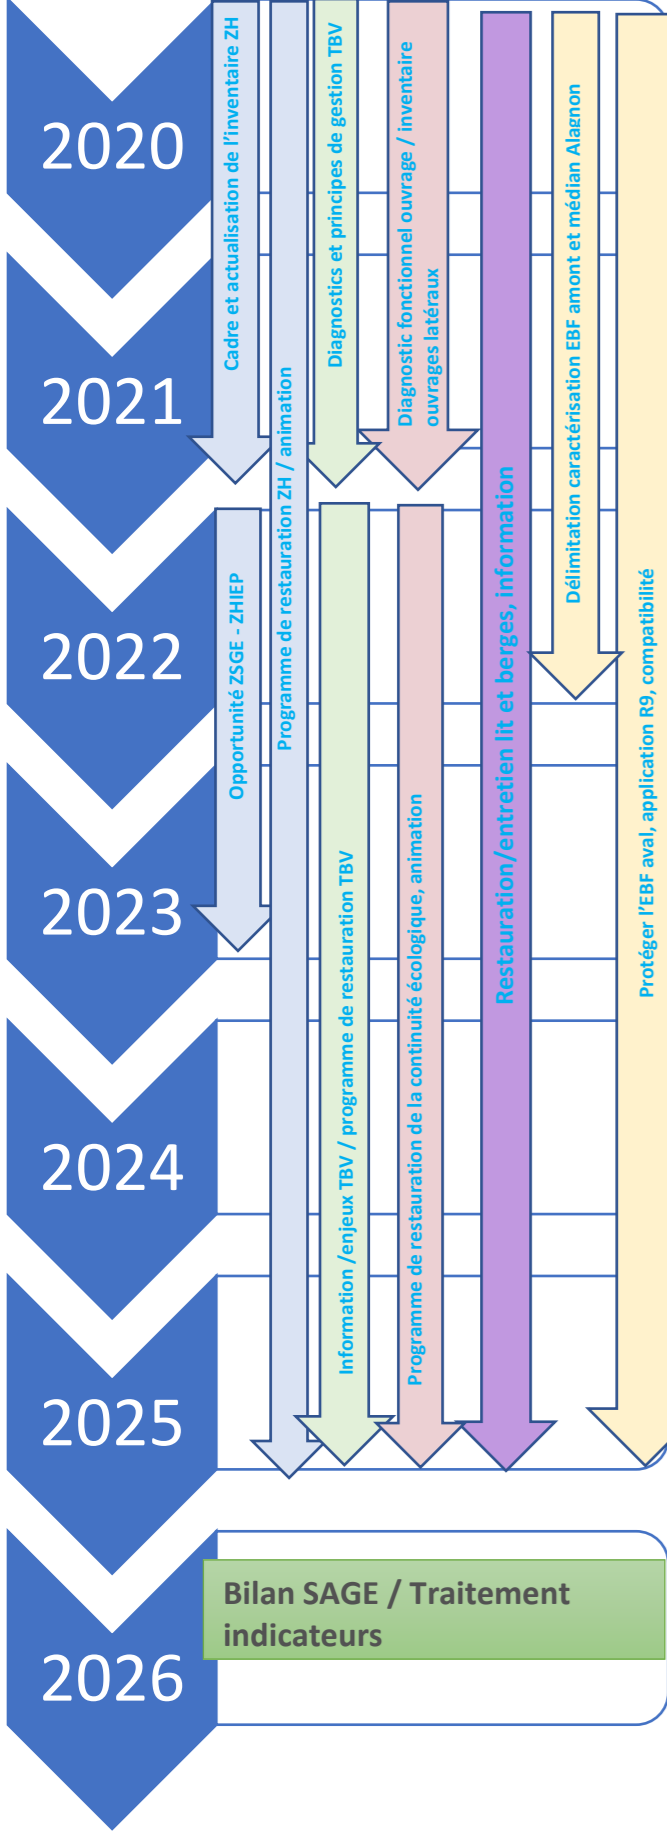 2020
2021
2022
2023
2024
2025
2026
Cadre et actualisation de l'inventaire ZH
Opportunité ZSGE - ZHIEP
Programme de restauration ZH / animation
Diagnostics et principes de gestion TBV
Information /enjeux TBV / programme de restauration TBV
Diagnostic fonctionnel ouvrage / inventaire
ouvrages latéraux
Programme de restauration de la continuité écologique, animation
Restauration/entretien lit et berges, information
Délimitation caractérisation EBF amont et médian Alagnon
Protéger l'EBF aval, application R9, compatibilité
Bilan SAGE / Traitement
indicateurs